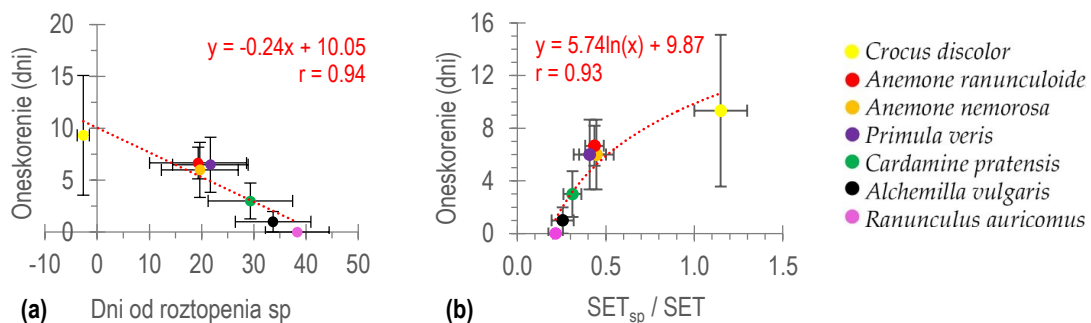 20
15
10
5
0
-10 0 10 20 30 40 50
Oneskorenie (dni)
y = -0.24x + 10.05
r = 0.94
(a) Dni od roztopenia sp
16
12
8
4
0
0.0 0.5 1.0 1.5
Oneskorenie (dni)
y = 5.74ln(x) + 9.87
r = 0.93
(b) SETsp / SET
Crocus discolor
Anemone ranunculoide
Anemone nemorosa
Primula veris
Cardamine pratensis
Alchemilla vulgaris
Ranunculus auricomus